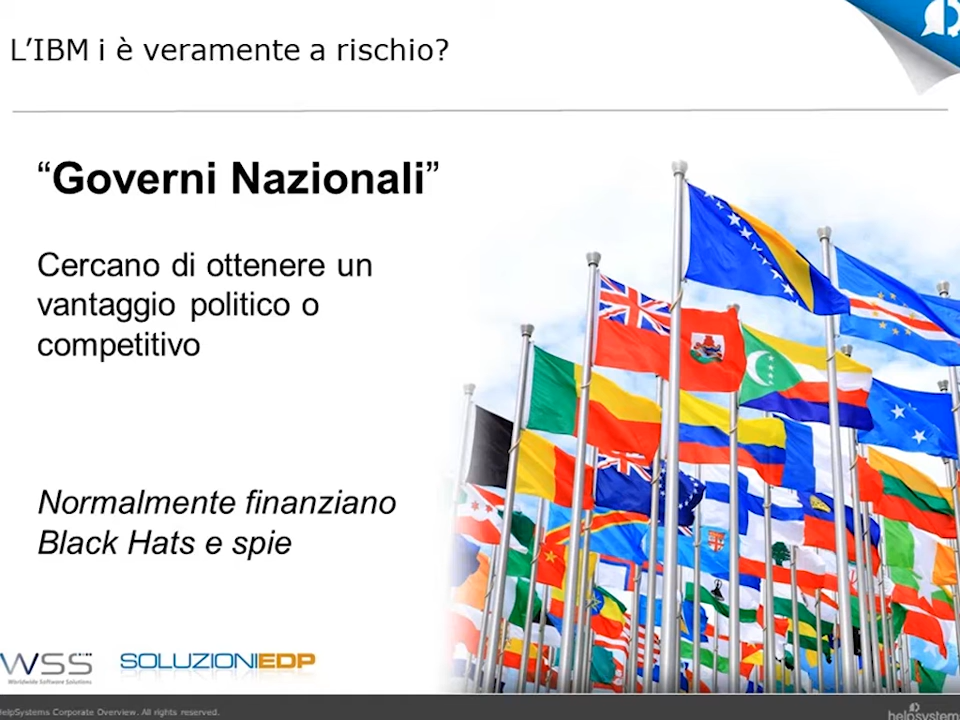 L’IBM i è veramente a rischio?
“Governi Nazionali”
Cercano di ottenere un
vantaggio politico o
competitivo
Normalmente finanziano
Black Hats e spie
WSS
Worldwide Software Solutions
SOLUZIONIEDP
HelpSystems Corporate Overview. All rights reserved.
helpsystems